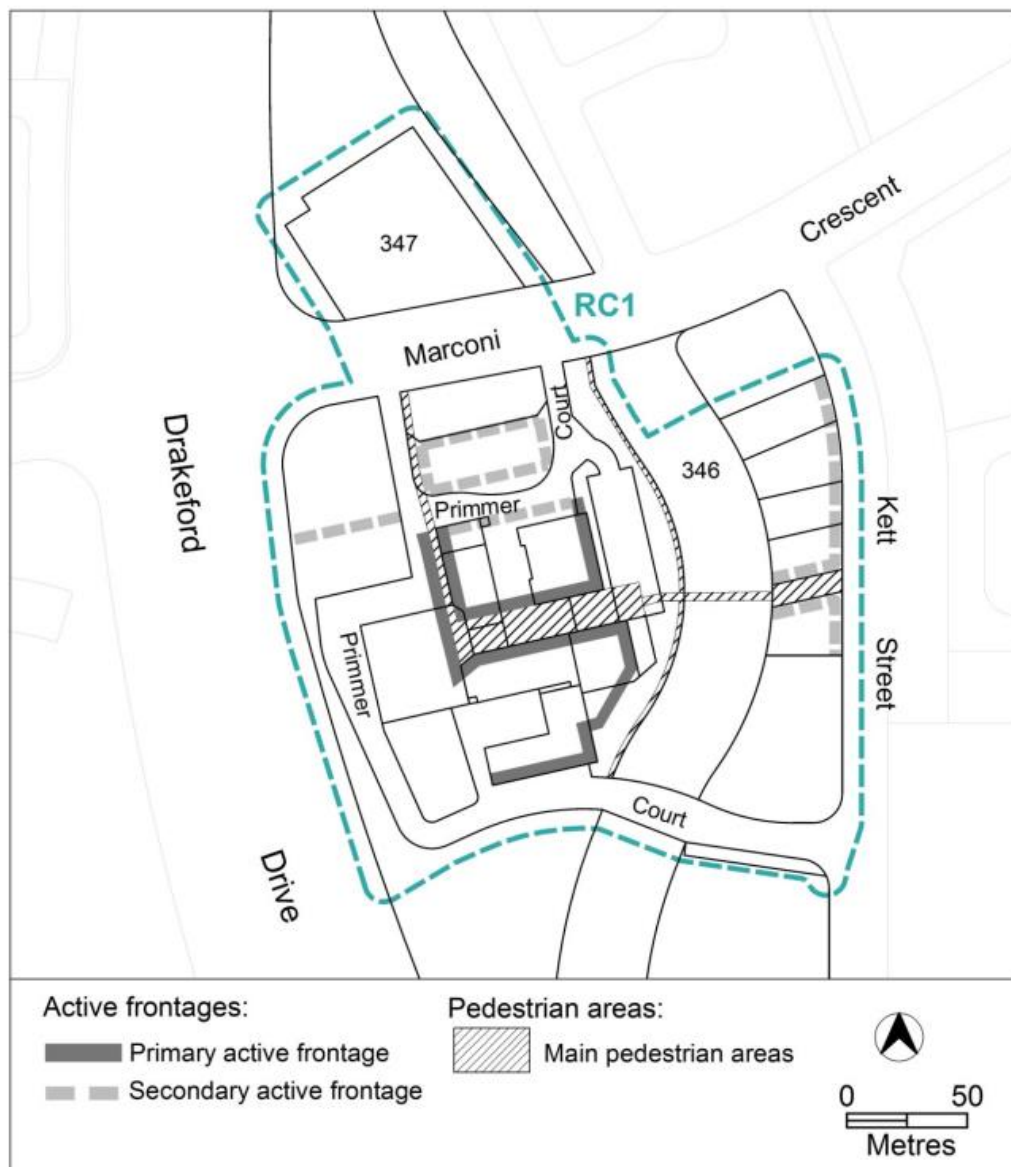 347
Crescent
RC1
Marconi
Court
Drakeford
346
Primmer
Kett
Primmer
Street
Court
Drive
Active frontages:
Primary active frontage
Secondary active frontage
Pedestrian areas:
Main pedestrian areas
0 50
Metres